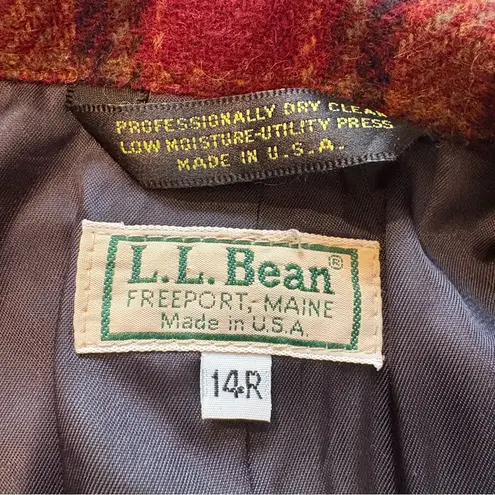 PROFESSIONALLY DRY CLEAN
LOW MOISTURE-UTILITY PRESS
MADE IN U.S.A.
L.L.Bean®
FREEPORT, MAINE
Made in U.S.A.
14R